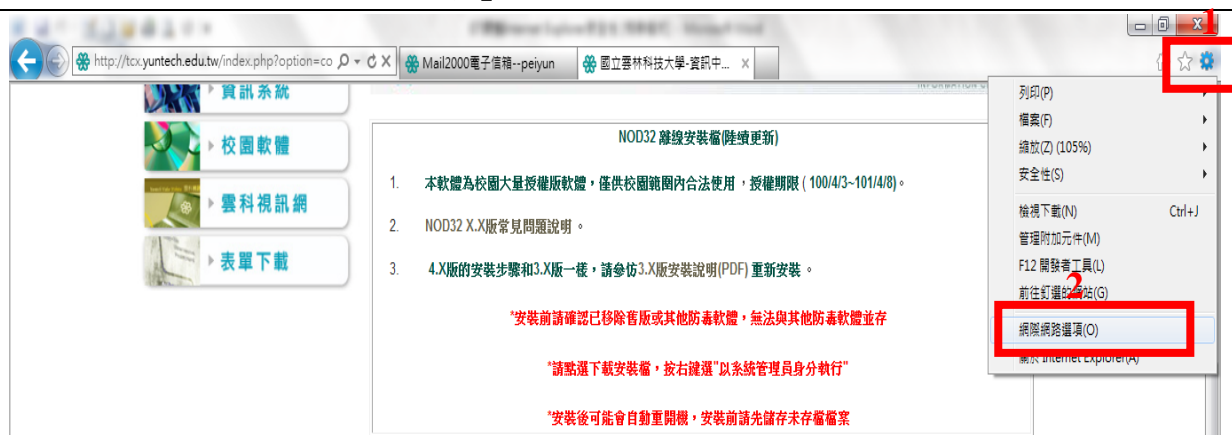 1
http://tcx.yuntech.edu.tw/index.php?option=co
Mail2000電子信箱--peiyun
國立雲林科技大學-資訊中...
資訊系統
校園軟體
雲科視訊網
表單下載
NOD32 離線安裝檔(陸續更新)
1. 本軟體為校園大量授權版軟體,僅供校園範圍內合法使用,授權期限(100/4/3~101/4/8)。
2. NOD32 X.X版常見問題說明。
3. 4.X版的安裝步驟和3.X版一樣,請參仿3.X版安裝說明(PDF) 重新安裝。
*安裝前請確認已移除舊版或其他防毒軟體,無法與其他防毒軟體並存
*請點選下載安裝檔,按右鍵選"以系統管理員身分執行"
*安裝後可能會自動重開機,安裝前請先儲存未存檔檔案
列印(P)
檔案(F)
縮放(Z) (105%)
安全性(S)
檢視下載(N) Ctrl+J
管理附加元件(M)
F12 開發者工具(L)
前往釘選的網站(G)
2
網際網路選項(O)
關於 Internet Explorer(A)